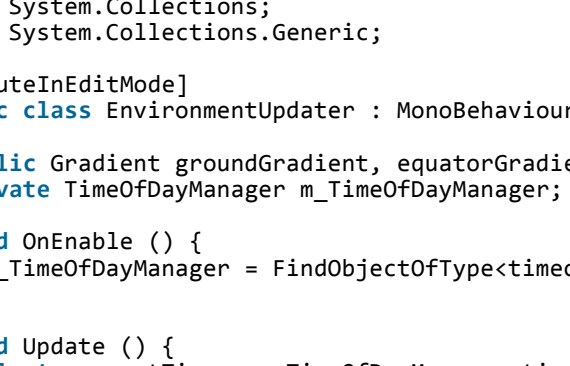 System.Collections;
System.Collections.Generic;
uteInEditMode]
c class EnvironmentUpdater : MonoBehaviour
lic Gradient groundGradient, equatorGradie
vate TimeOfDayManager m_TimeOfDayManager;
d OnEnable () {
_TimeOfDayManager = FindObjectOfType<timeo
d Update () {